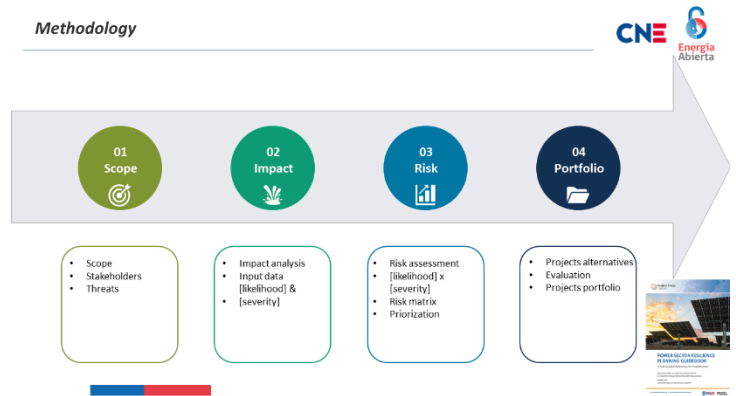 Methodology
CNE
Energía
Abierta
01
Scope
02
Impact
03
Risk
04
Portfolio
• Scope
• Stakeholders
• Threats
• Impact analysis
• Input data
[likelihood] &
• [severity]
• Risk assessment
[likelihood] x
[severity]
• Risk matrix
• Priorization
• Projects alternatives
• Evaluation
• Projects portfolio
POWER SECTOR RESILIENCE
PLANNING GUIDEBOOK